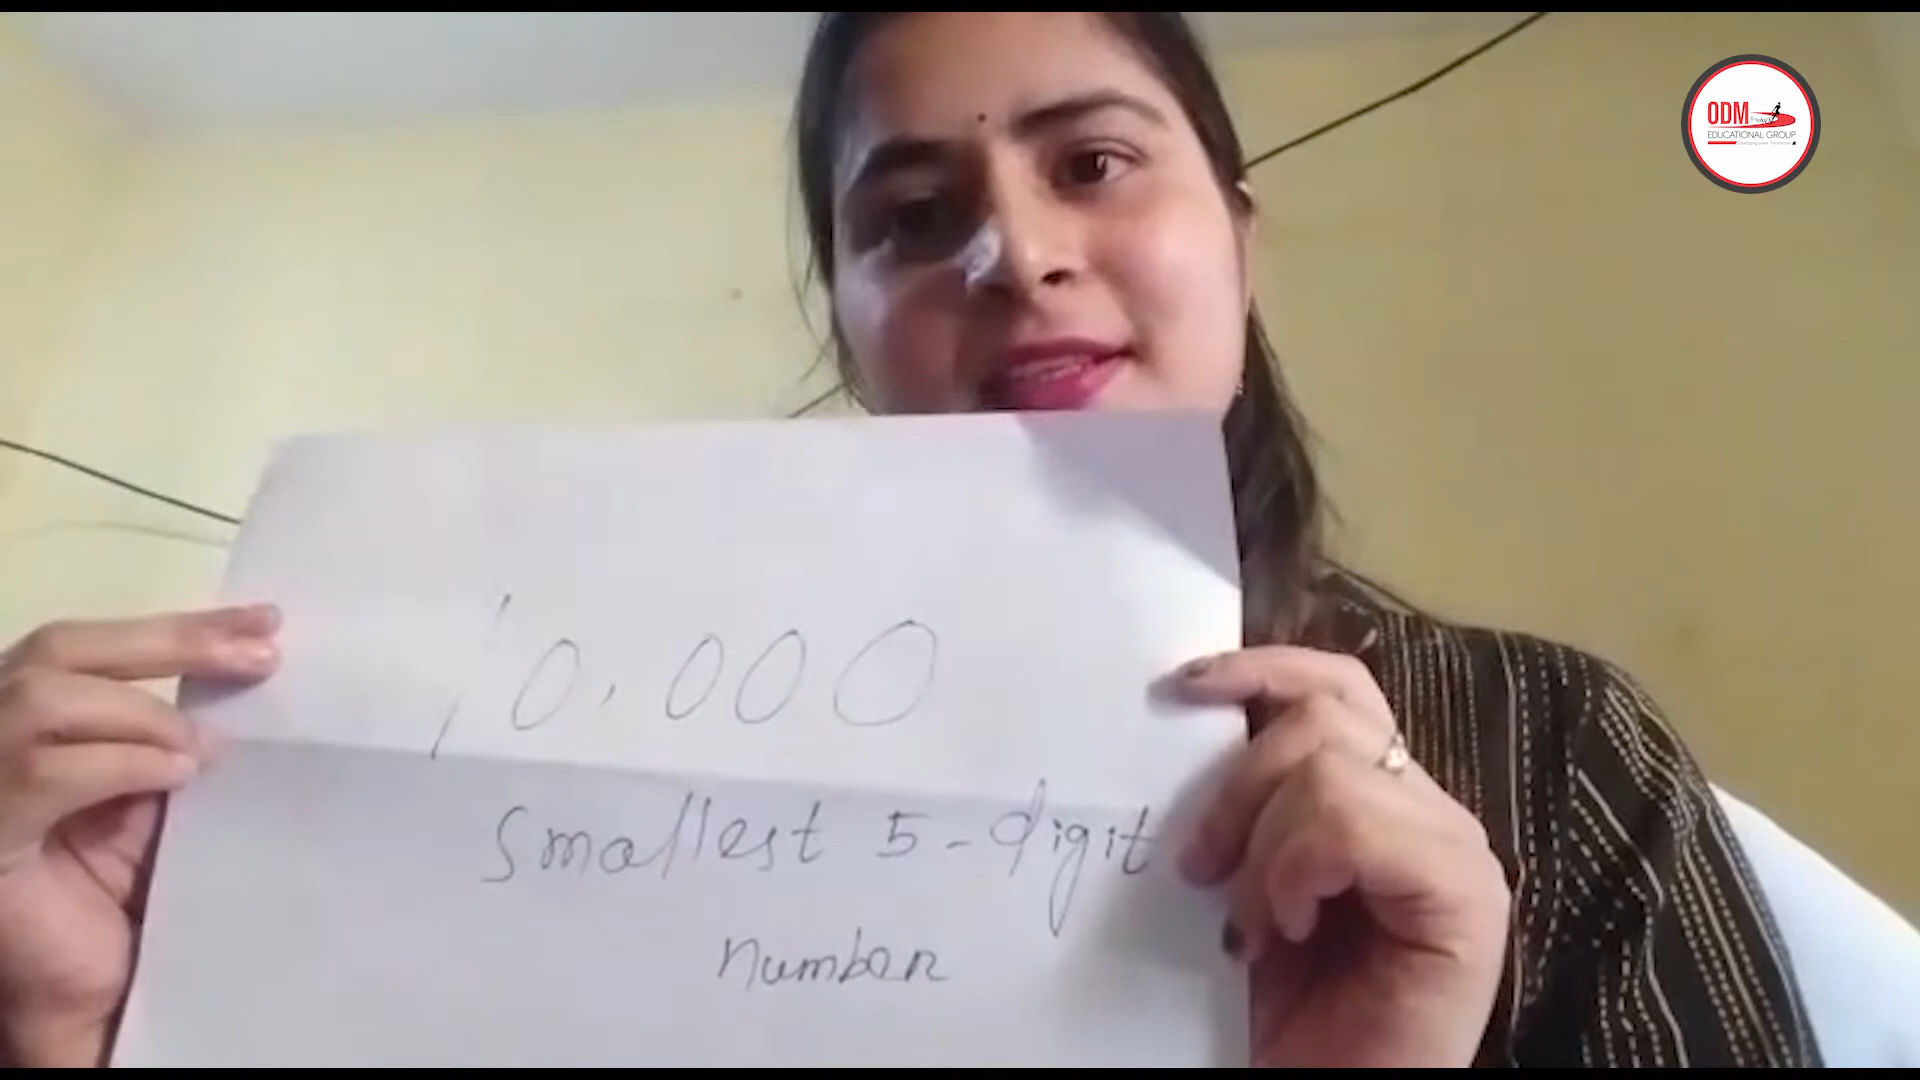 ODM
EDUCATIONAL GROUP
10,000
Smallest 5-digit
number